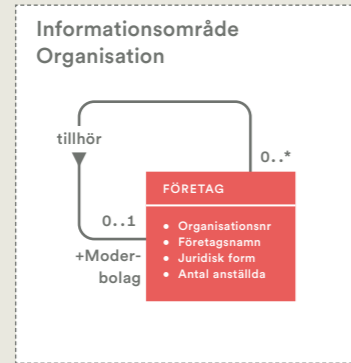 Informationsområde
Organisation
tillhör
0..*
FÖRETAG
0..1
• Organisationsnr
• Företagsnamn
• Juridisk form
• Antal anställda
+Moder-
bolag